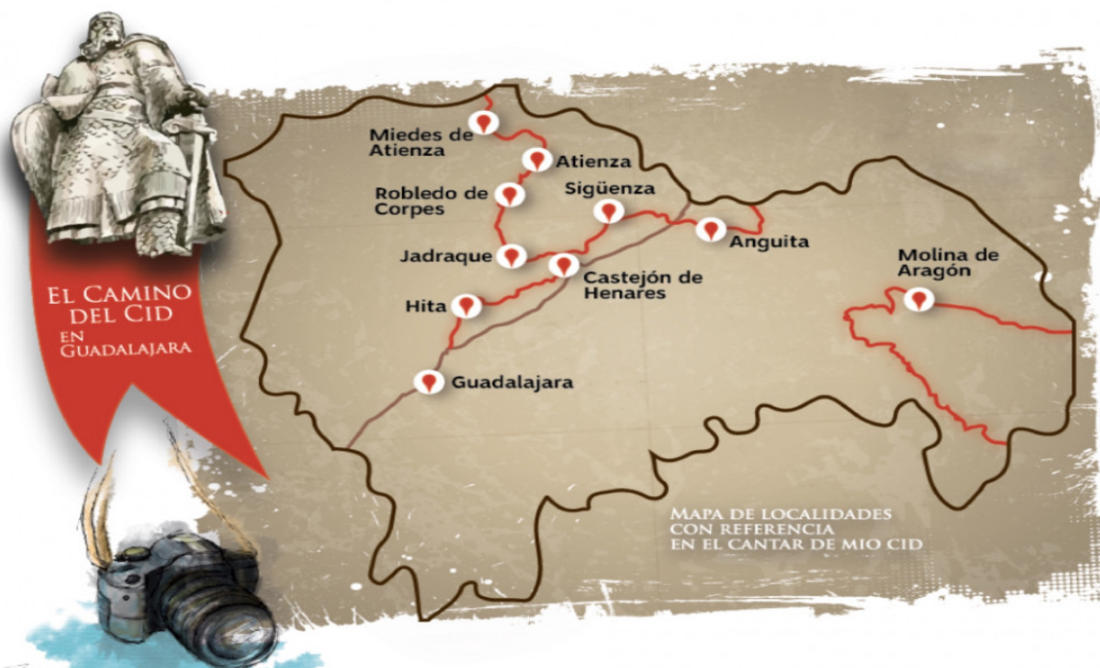 El Camino
del Cid
en
Guadalajara
Miedes de
Atienza
Atienza
Robledo de
Corpes
Sigüenza
Jadraque
Anguita
Castejón de
Henares
Molina de
Aragón
Hita
Guadalajara
Mapa de localidades
con referencia
en el Cantar de Mio Cid